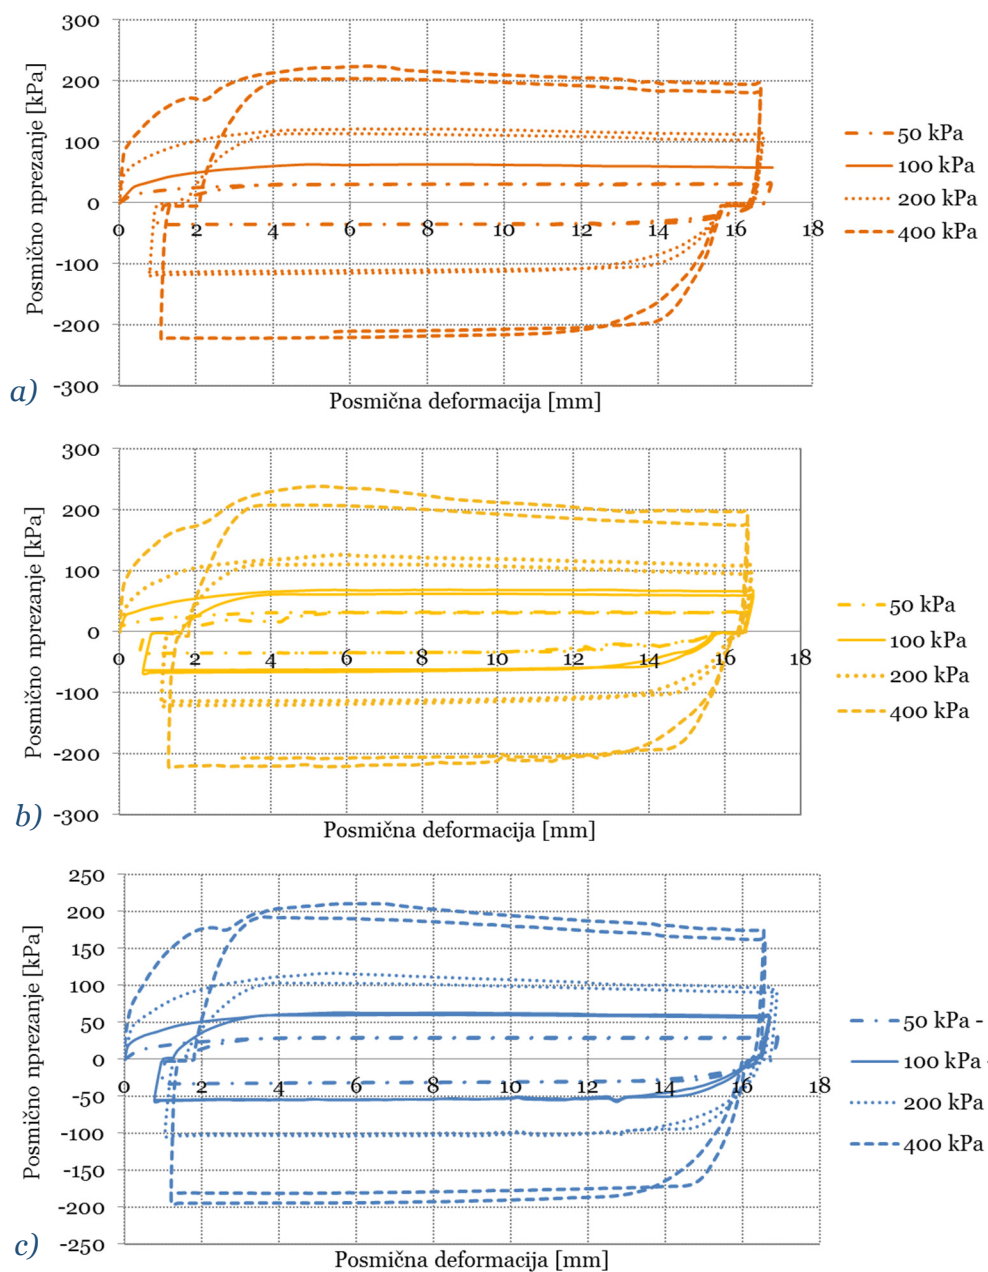 300
200
100
0
-100
-200
-300
Posmično nprezanje [kPa]
0 2 4 6 8 10 12 14 16 18
Posmična deformacija [mm]
50 kPa
100 kPa
200 kPa
400 kPa
a)
300
200
100
0
-100
-200
-300
Posmično nprezanje [kPa]
0 2 4 6 8 10 12 14 16 18
Posmična deformacija [mm]
50 kPa
100 kPa
200 kPa
400 kPa
b)
250
200
150
100
50
0
-50
-100
-150
-200
-250
Posmično nprezanje [kPa]
0 2 4 6 8 10 12 14 16 18
Posmična deformacija [mm]
50 kPa -
100 kPa -
200 kPa
400 kPa
c)